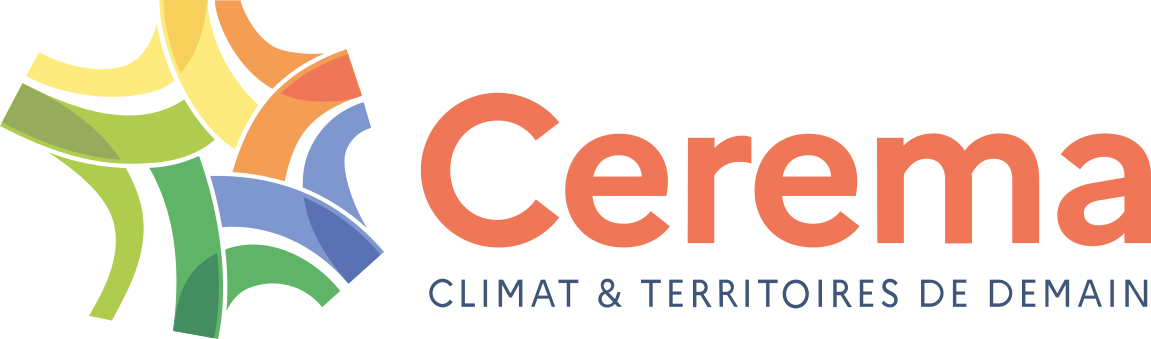 Cerema
CLIMAT & TERRITOIRES DE DEMAIN